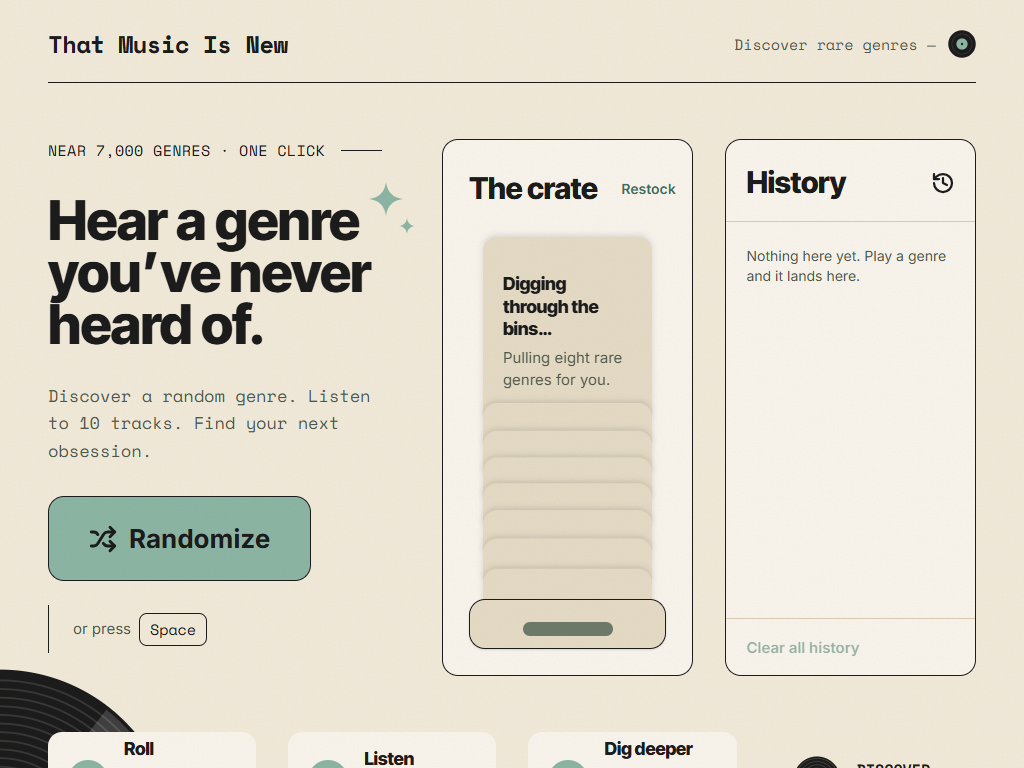 That Music Is New
Discover rare genres —
NEAR 7,000 GENRES · ONE CLICK
Hear a genre
you’ve never
heard of.
Discover a random genre. Listen
to 10 tracks. Find your next
obsession.
Randomize
or press Space
The crate
Restock
Digging
through the
bins…
Pulling eight rare
genres for you.
History
Nothing here yet. Play a genre
and it lands here.
Clear all history
Roll
Listen
Dig deeper
DISCOVER